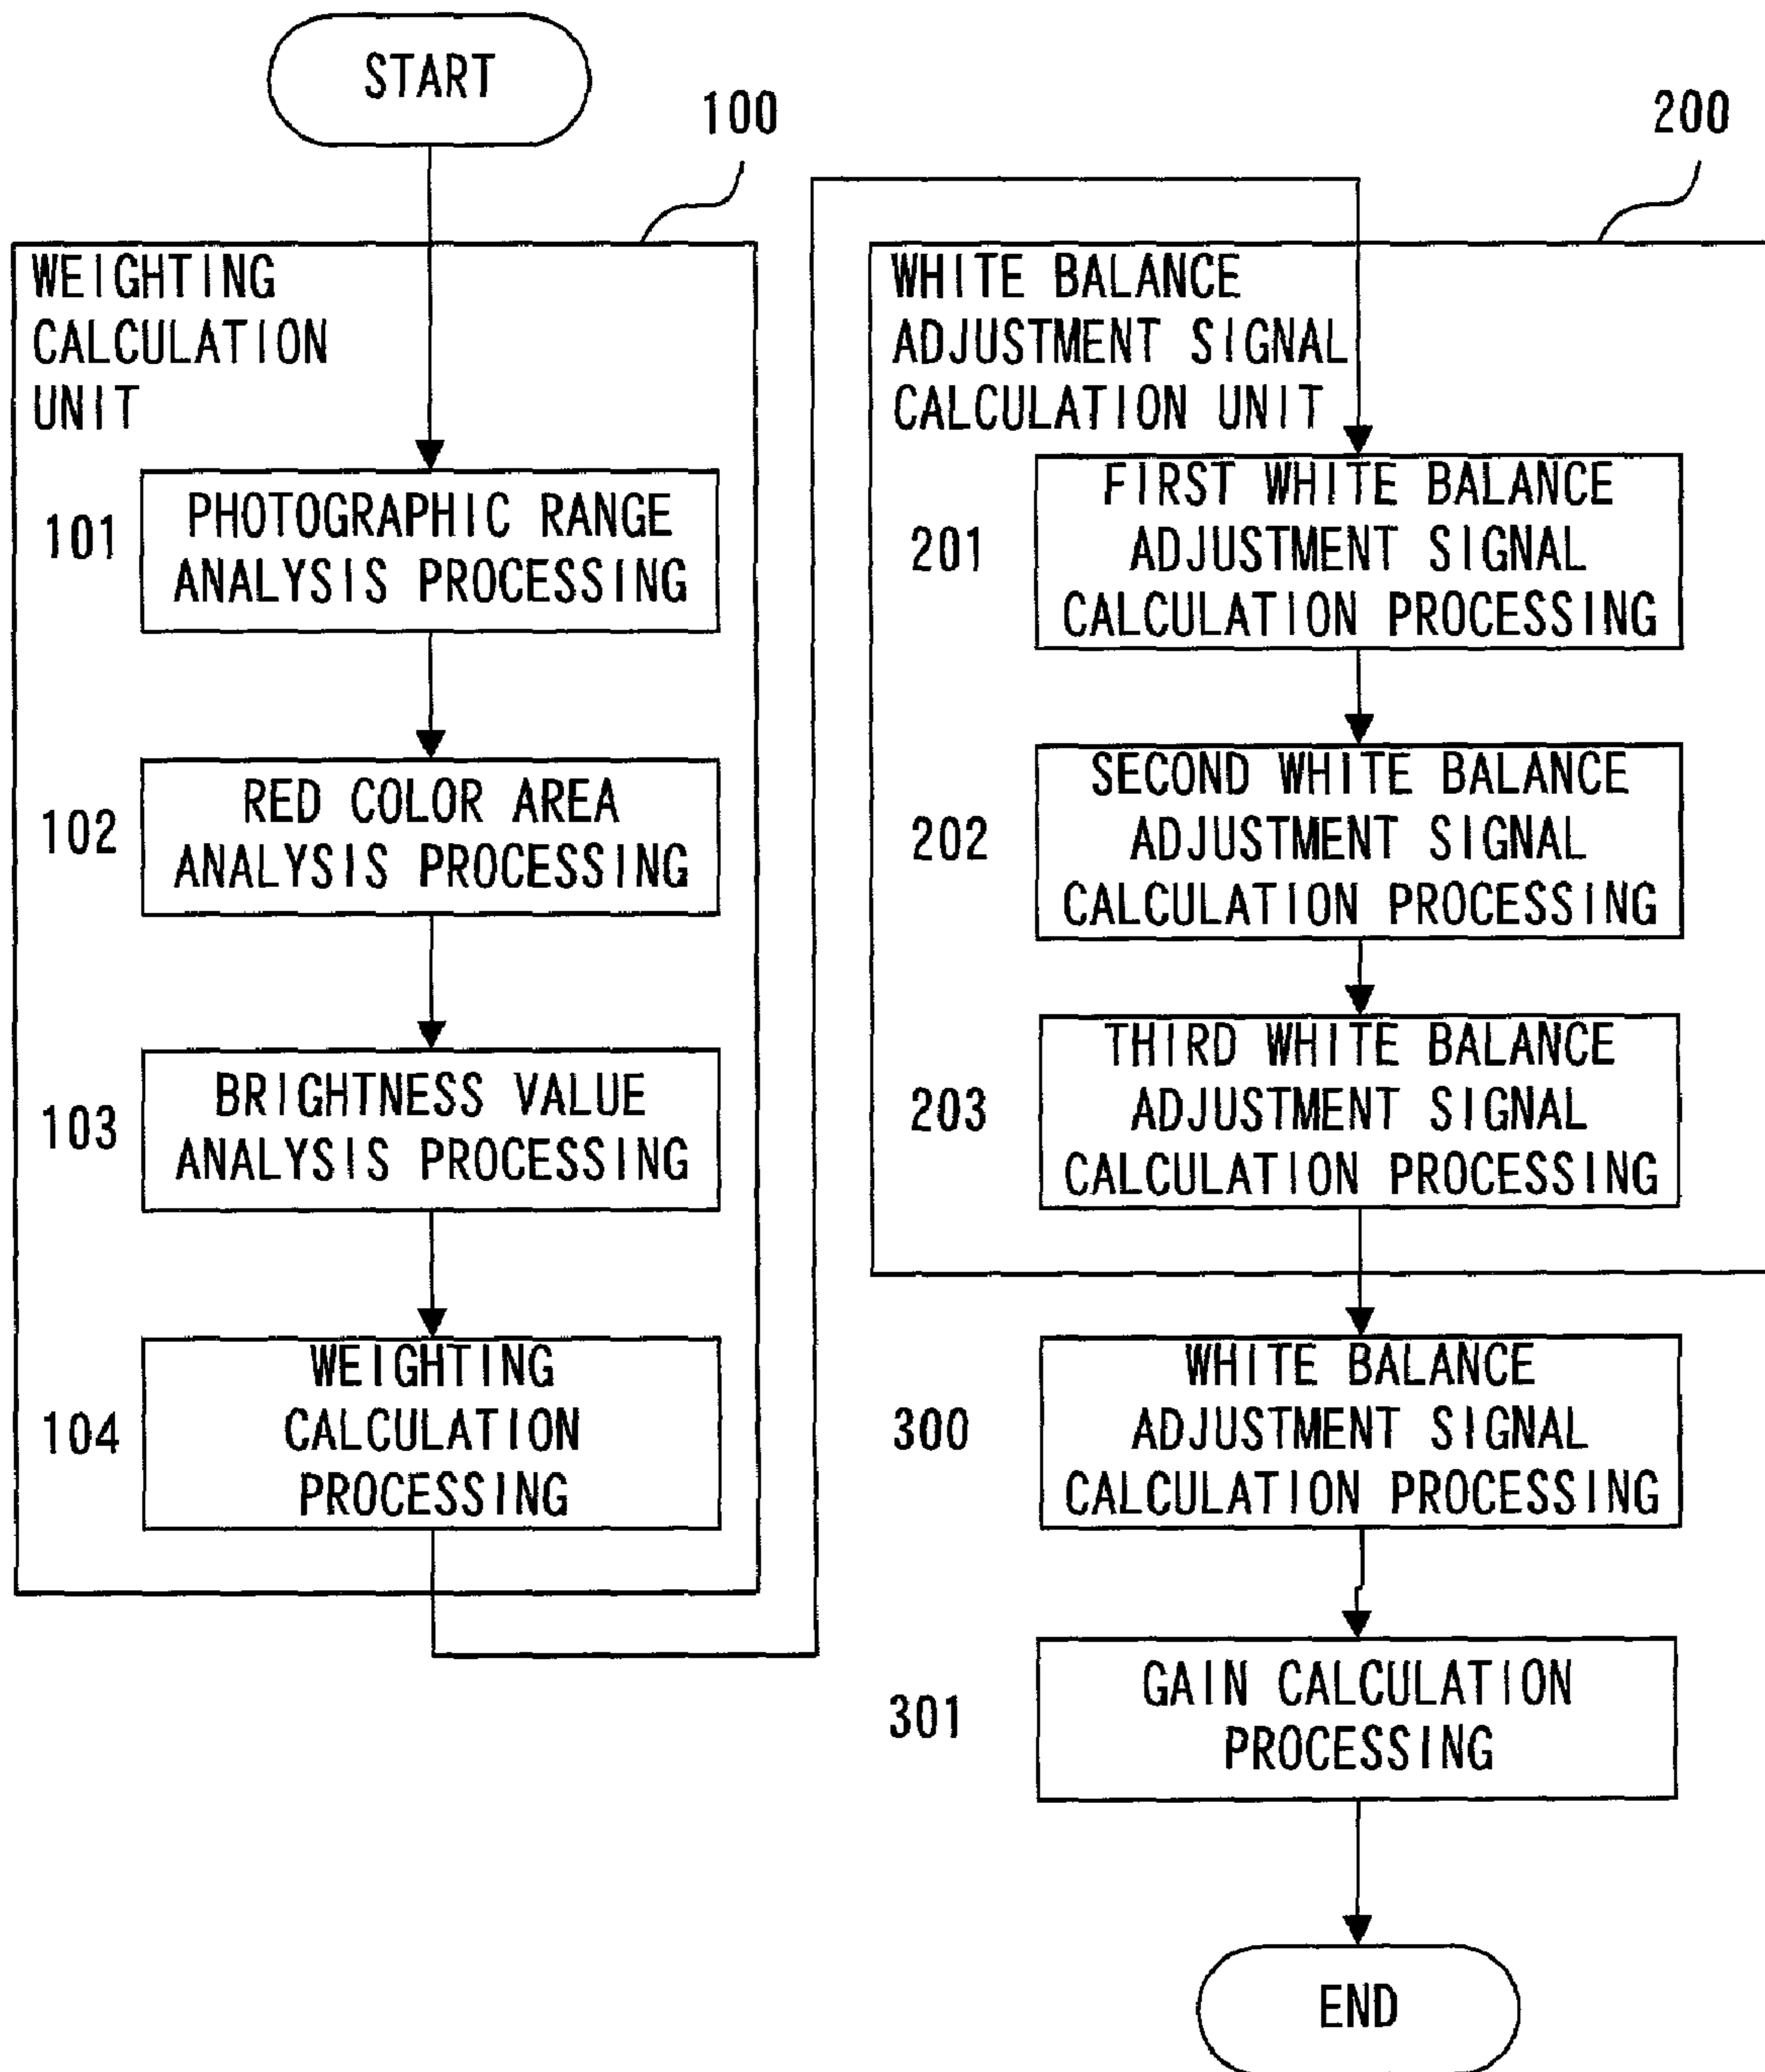 START
100
WEIGHTING
CALCULATION
UNIT
101
PHOTOGRAPHIC RANGE
ANALYSIS PROCESSING
102
RED COLOR AREA
ANALYSIS PROCESSING
103
BRIGHTNESS VALUE
ANALYSIS PROCESSING
104
WEIGHTING
CALCULATION
PROCESSING
200
WHITE BALANCE
ADJUSTMENT SIGNAL
CALCULATION UNIT
201
FIRST WHITE BALANCE
ADJUSTMENT SIGNAL
CALCULATION PROCESSING
202
SECOND WHITE BALANCE
ADJUSTMENT SIGNAL
CALCULATION PROCESSING
203
THIRD WHITE BALANCE
ADJUSTMENT SIGNAL
CALCULATION PROCESSING
300
WHITE BALANCE
ADJUSTMENT SIGNAL
CALCULATION PROCESSING
301
GAIN CALCULATION
PROCESSING
END